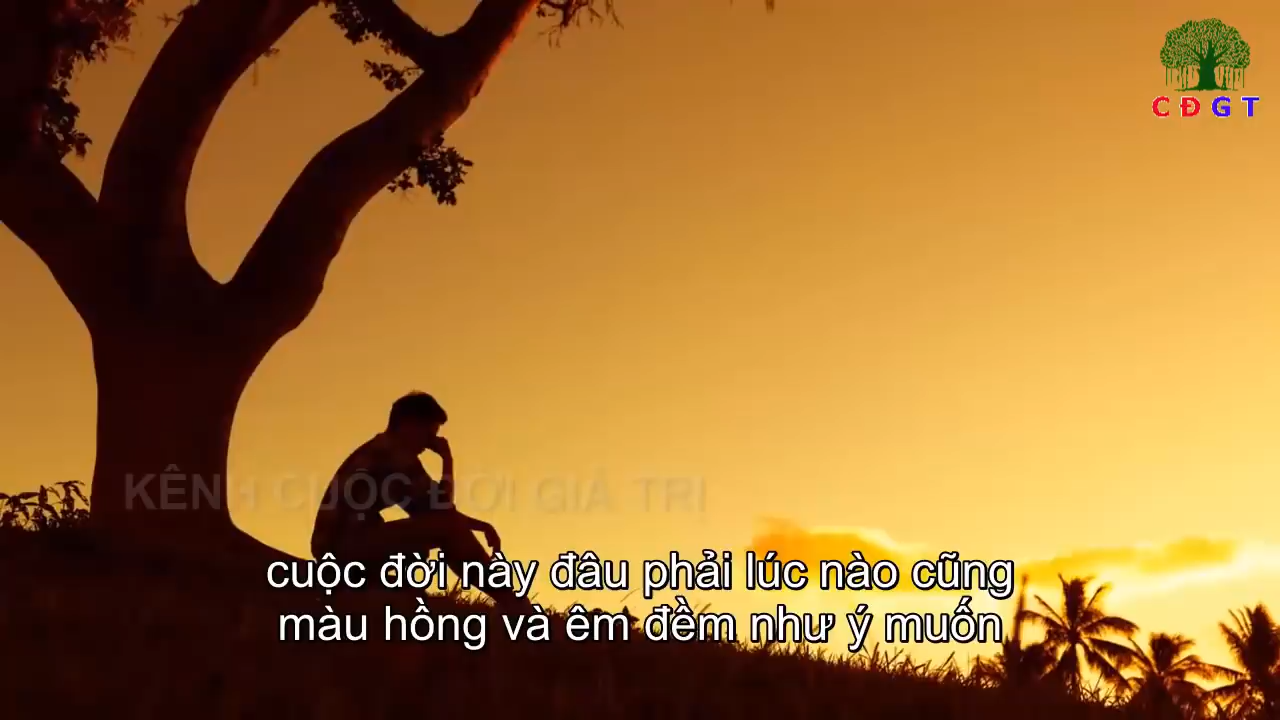 CĐGT
KÊNH CUỘC ĐỜI GIÁ TRỊ
cuộc đời này đâu phải lúc nào cũng
màu hồng và êm đềm như ý muốn